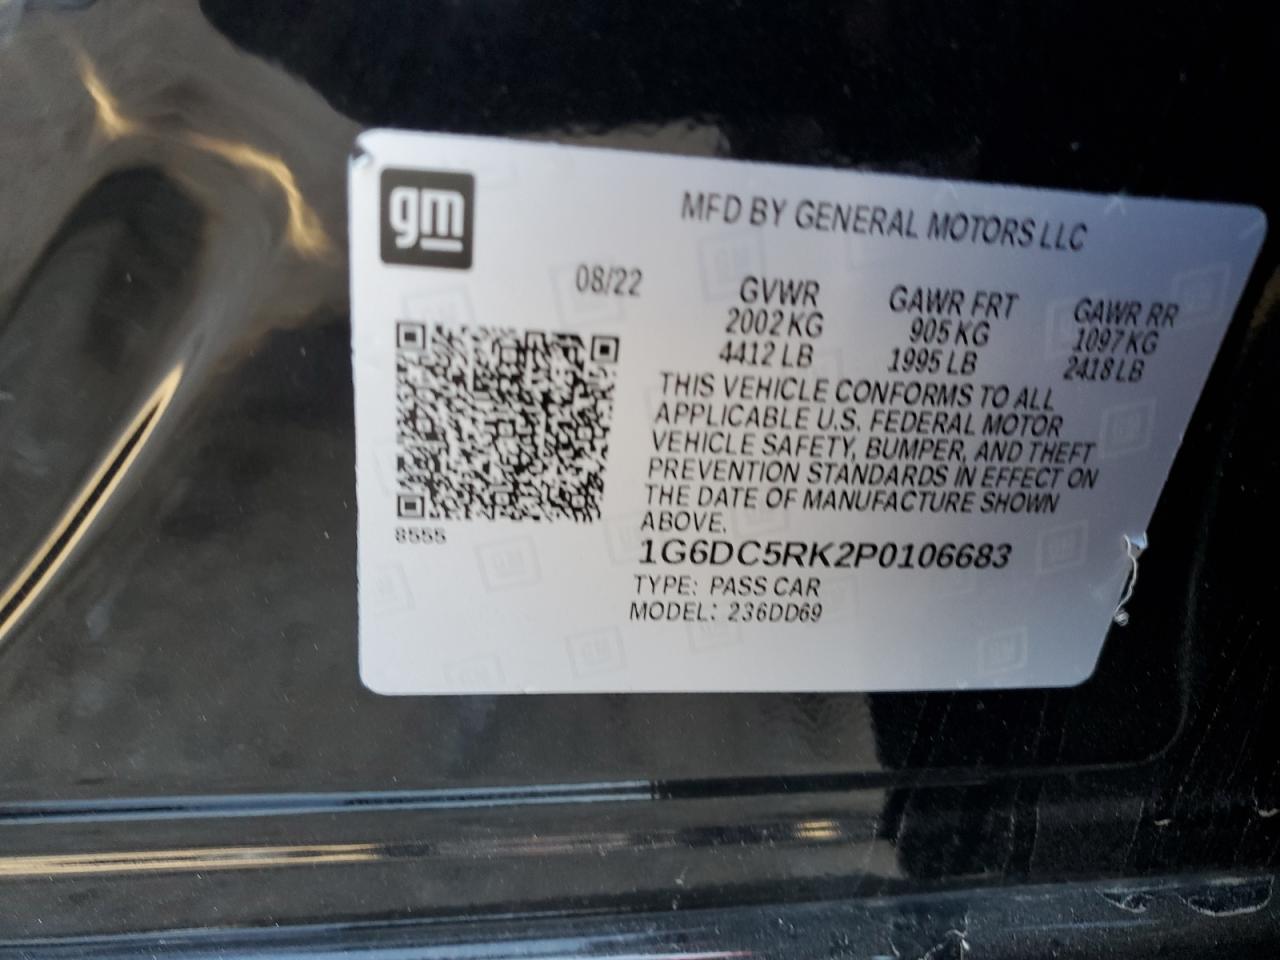 gm
MFD BY GENERAL MOTORS LLC
08/22
GVWR GAWR FRT GAWR RR
2002 KG 905 KG 1097 KG
4412 LB 1995 LB 2418 LB
THIS VEHICLE CONFORMS TO ALL
APPLICABLE U.S. FEDERAL MOTOR
VEHICLE SAFETY, BUMPER, AND THEFT
PREVENTION STANDARDS IN EFFECT ON
THE DATE OF MANUFACTURE SHOWN
ABOVE.
8555
1G6DC5RK2P0106683
TYPE: PASS CAR
MODEL: 236DD69